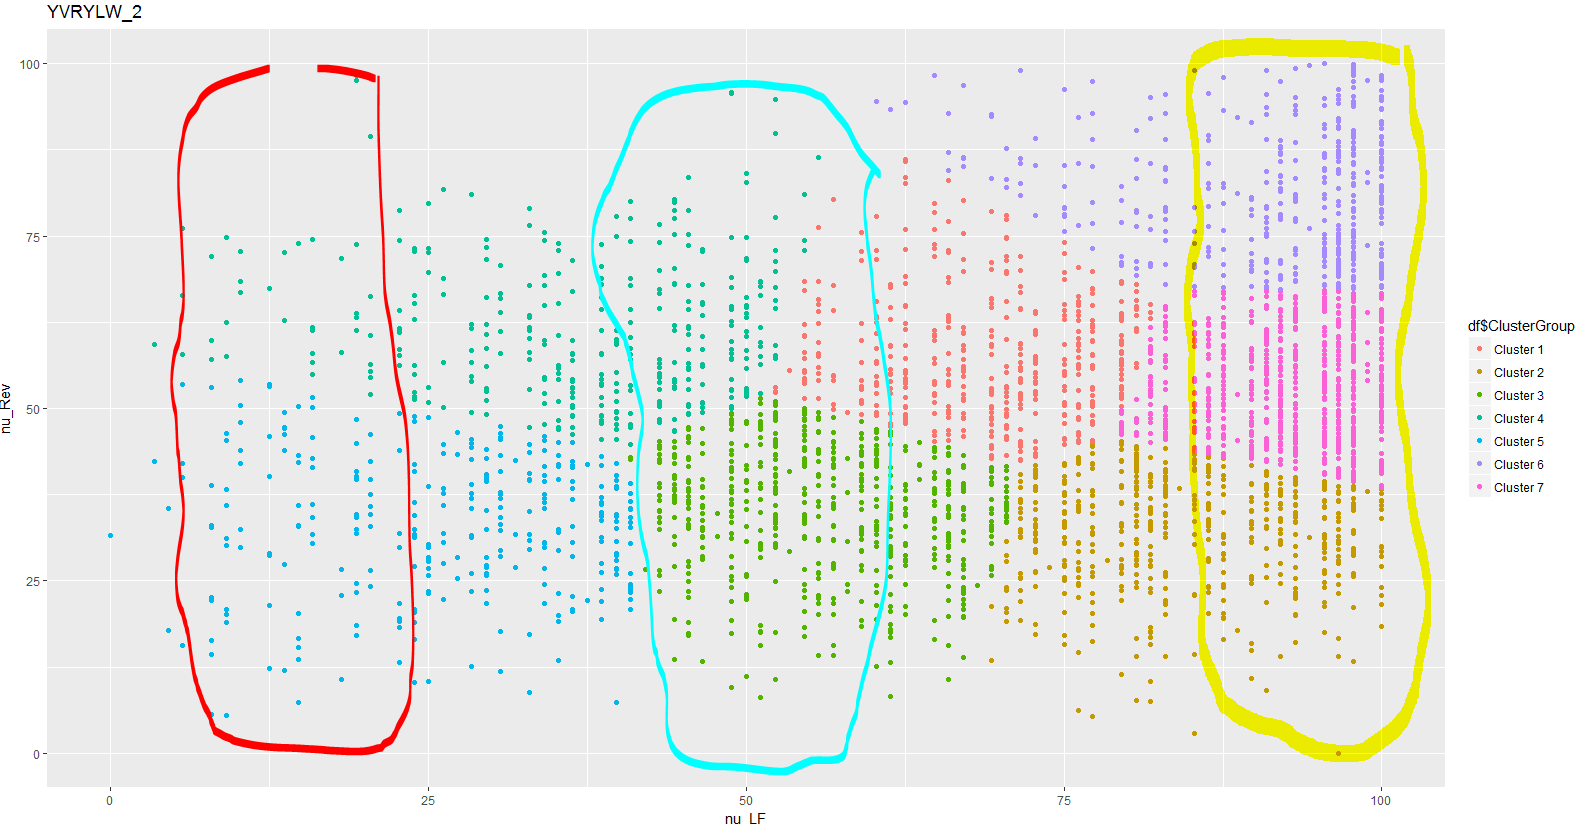 YVRYLW_2
100
75
50
25
0
nu_Rev
0 25 50 75 100
nu_LF
df$ClusterGroup
Cluster 1
Cluster 2
Cluster 3
Cluster 4
Cluster 5
Cluster 6
Cluster 7